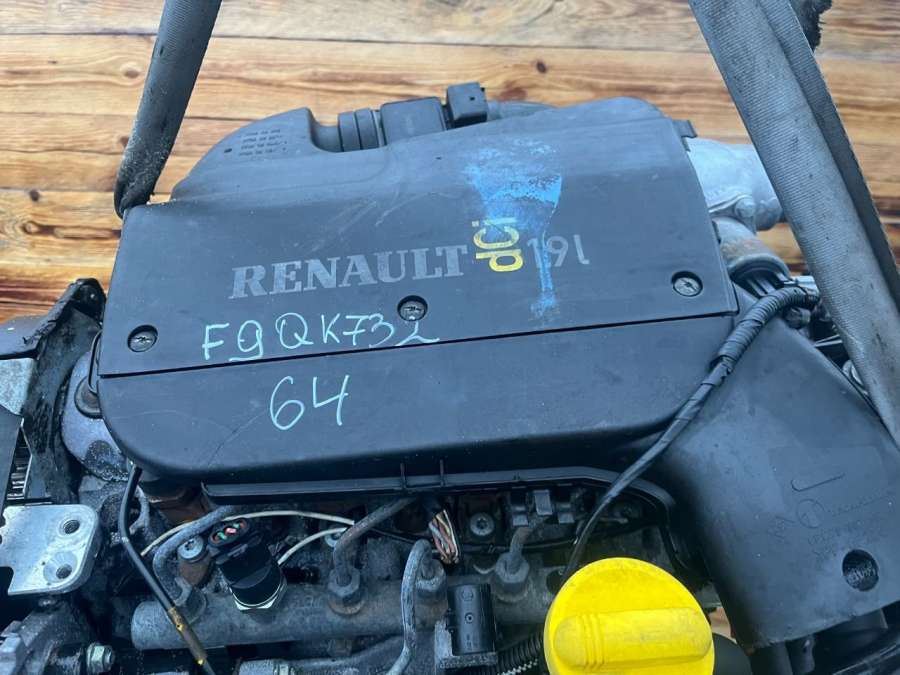 RENAULT dCi 1.9l
F9QK732
64